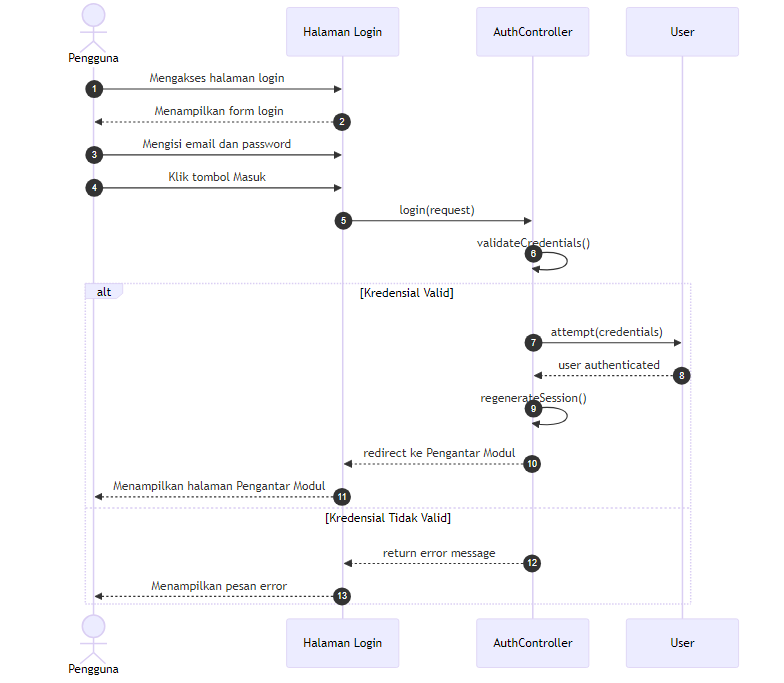 Pengguna
Halaman Login
AuthController
User
Mengakses halaman login
1
Menampilkan form login
2
Mengisi email dan password
3
Klik tombol Masuk
4
login(request)
5
validateCredentials()
6
alt
[Kredensial Valid]
attempt(credentials)
7
user authenticated
8
regenerateSession()
9
redirect ke Pengantar Modul
10
Menampilkan halaman Pengantar Modul
11
[Kredensial Tidak Valid]
return error message
12
Menampilkan pesan error
13
Pengguna
Halaman Login
AuthController
User